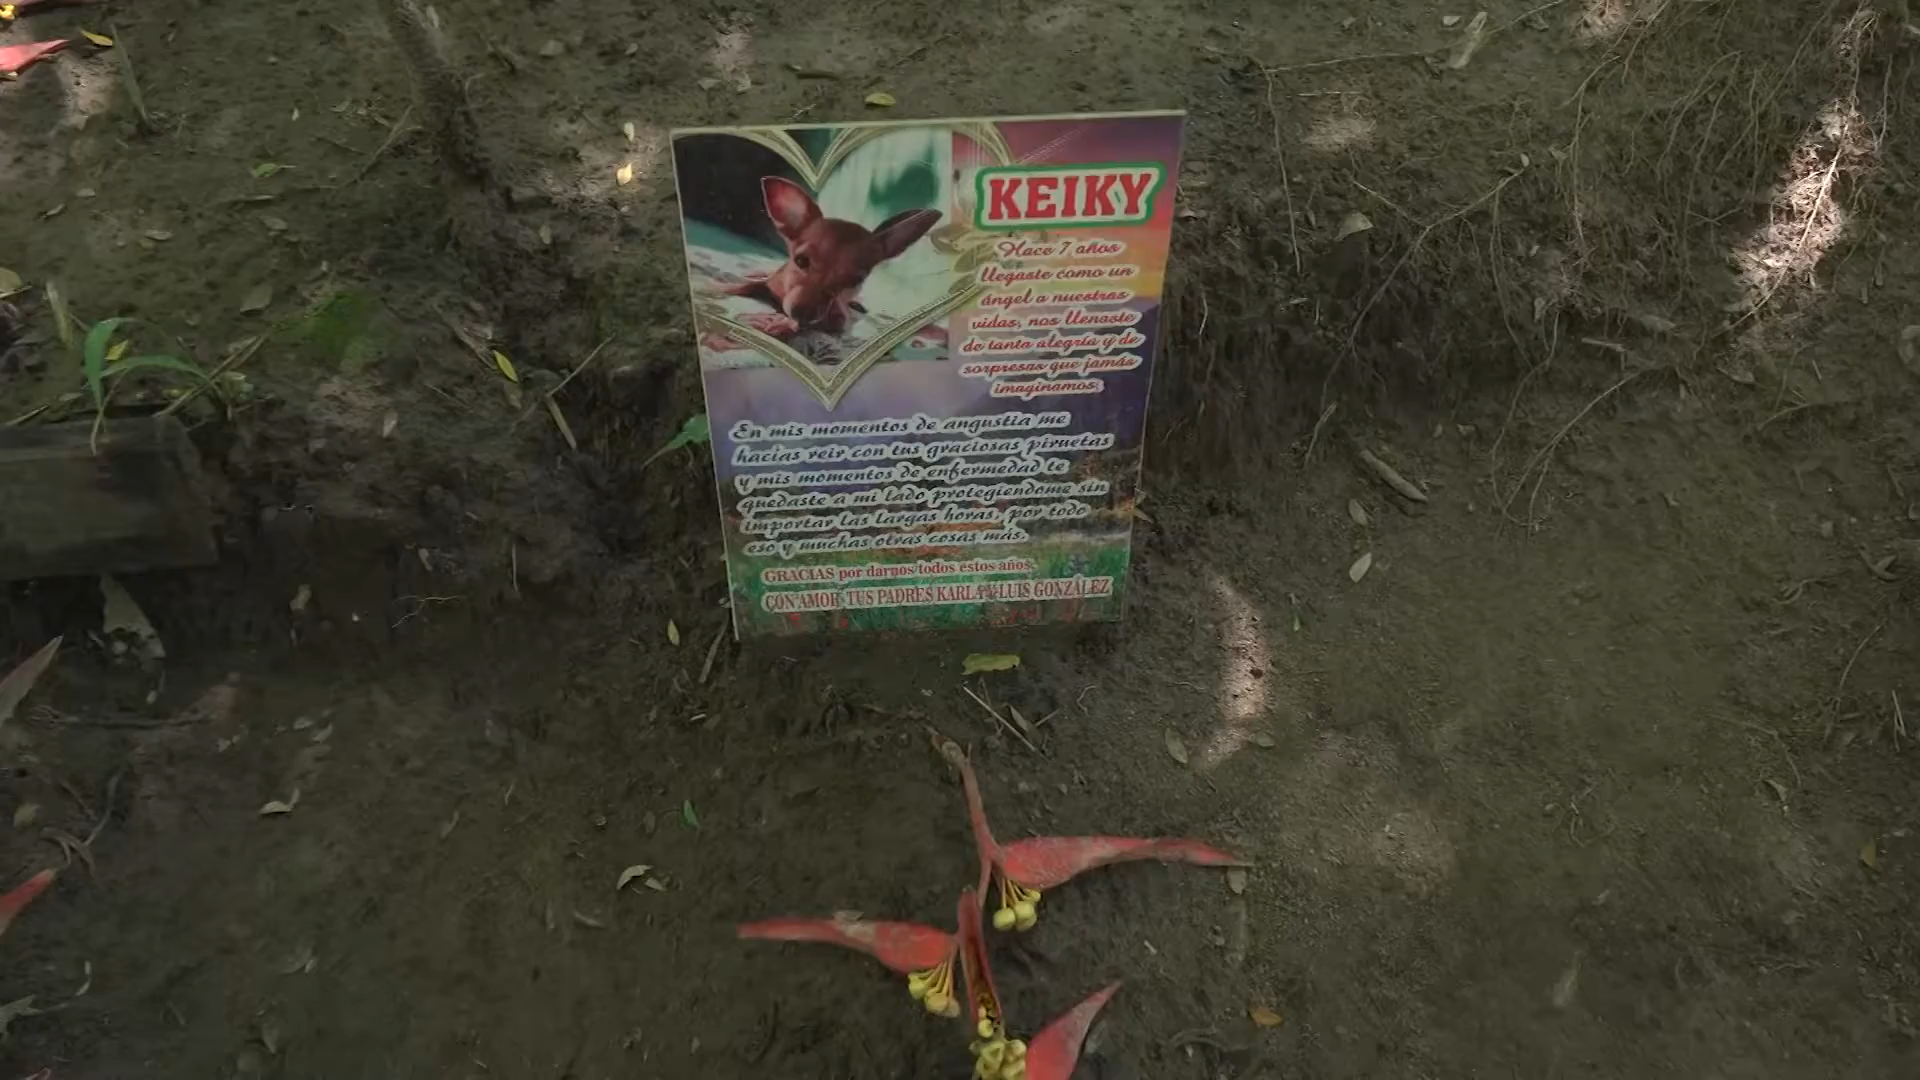 KEIKY
Hace 7 años
llegaste como un
ángel a nuestras
vidas, nos llenaste
de tanta alegría y de
sorpresas que jamás
imaginamos.
En mis momentos de angustia me
hacías reir con tus graciosas piruetas
y mis momentos de enfermedad te
quedaste a mi lado protegiendome sin
importar las largas horas, por todo
eso y muchas otras cosas más.
GRACIAS por darnos todos estos años.
CON AMOR TUS PADRES KARLA Y LUIS GONZÁLEZ